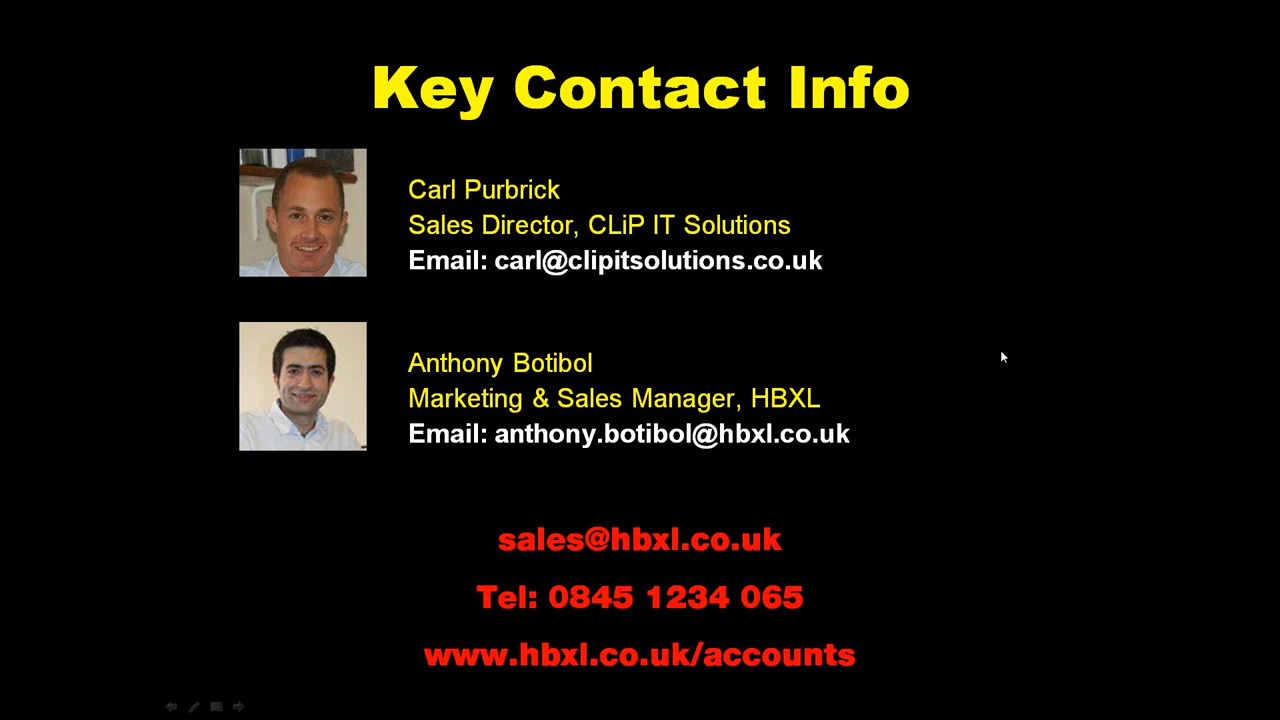 Key Contact Info
Carl Purbrick
Sales Director, CLiP IT Solutions
Email: carl@clipitsolutions.co.uk
Anthony Botibol
Marketing & Sales Manager, HBXL
Email: anthony.botibol@hbxl.co.uk
sales@hbxl.co.uk
Tel: 0845 1234 065
www.hbxl.co.uk/accounts